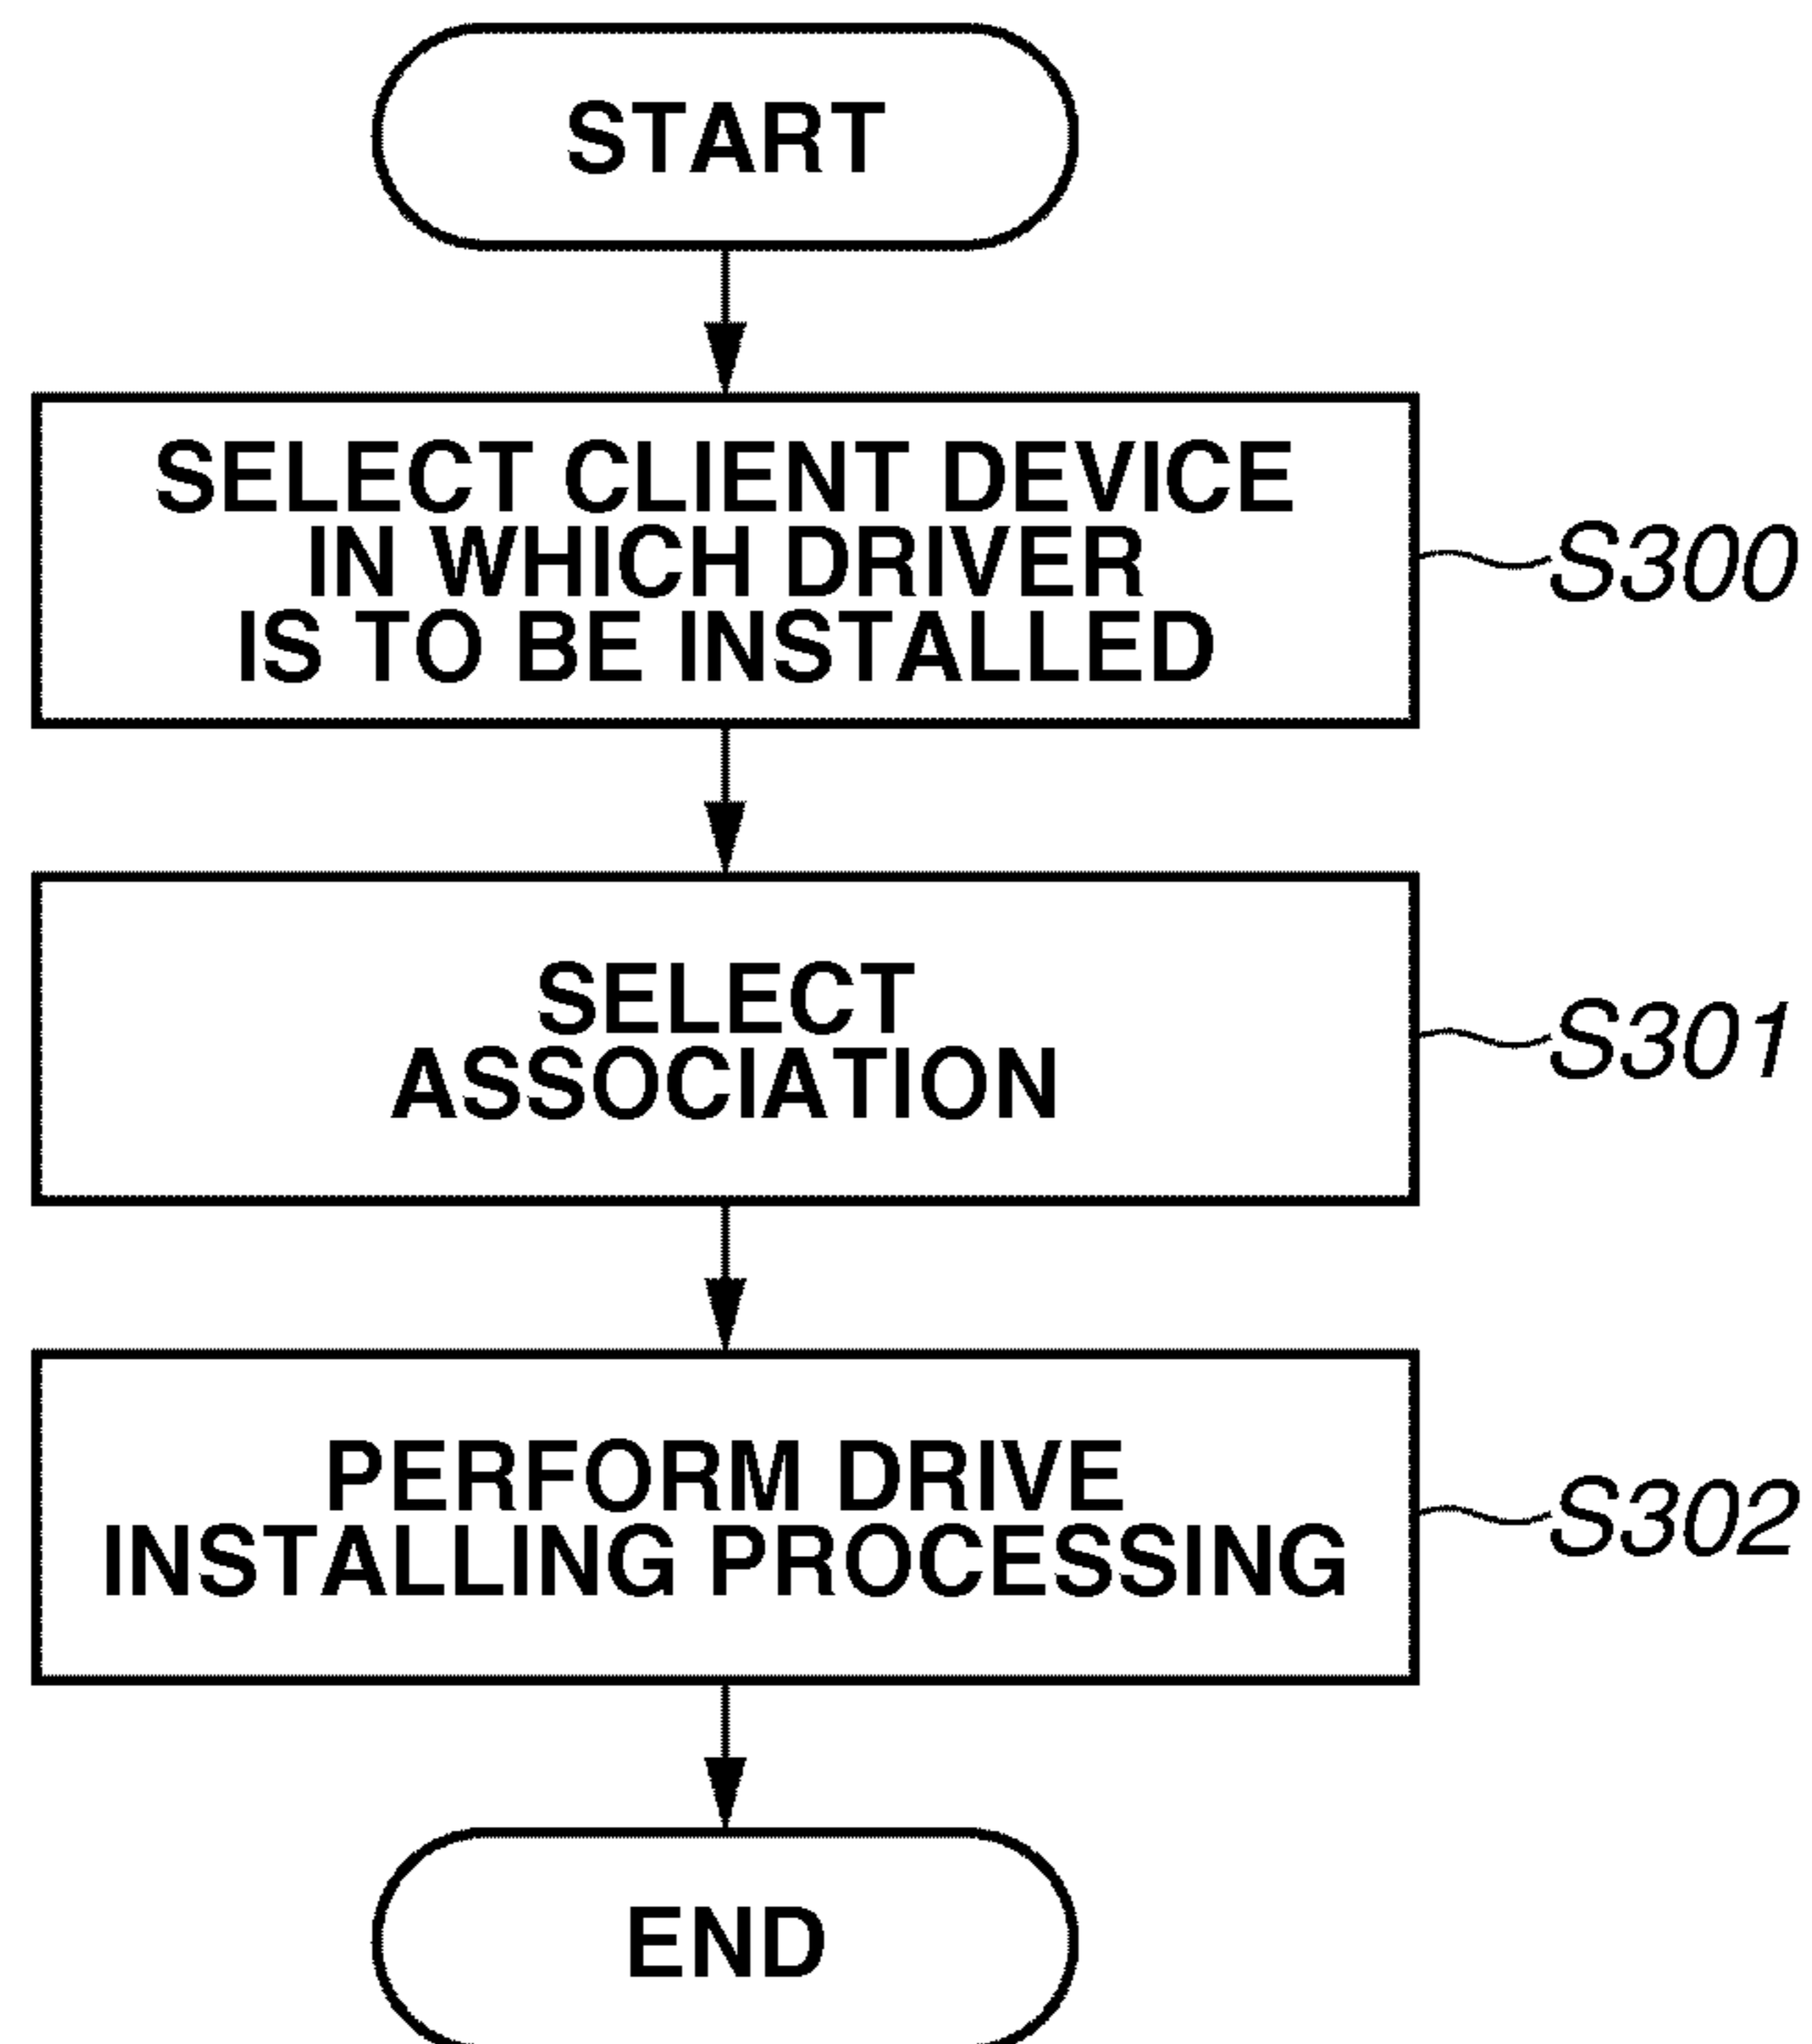 START
SELECT CLIENT DEVICE
IN WHICH DRIVER
IS TO BE INSTALLED
S300
SELECT
ASSOCIATION
S301
PERFORM DRIVE
INSTALLING PROCESSING
S302
END